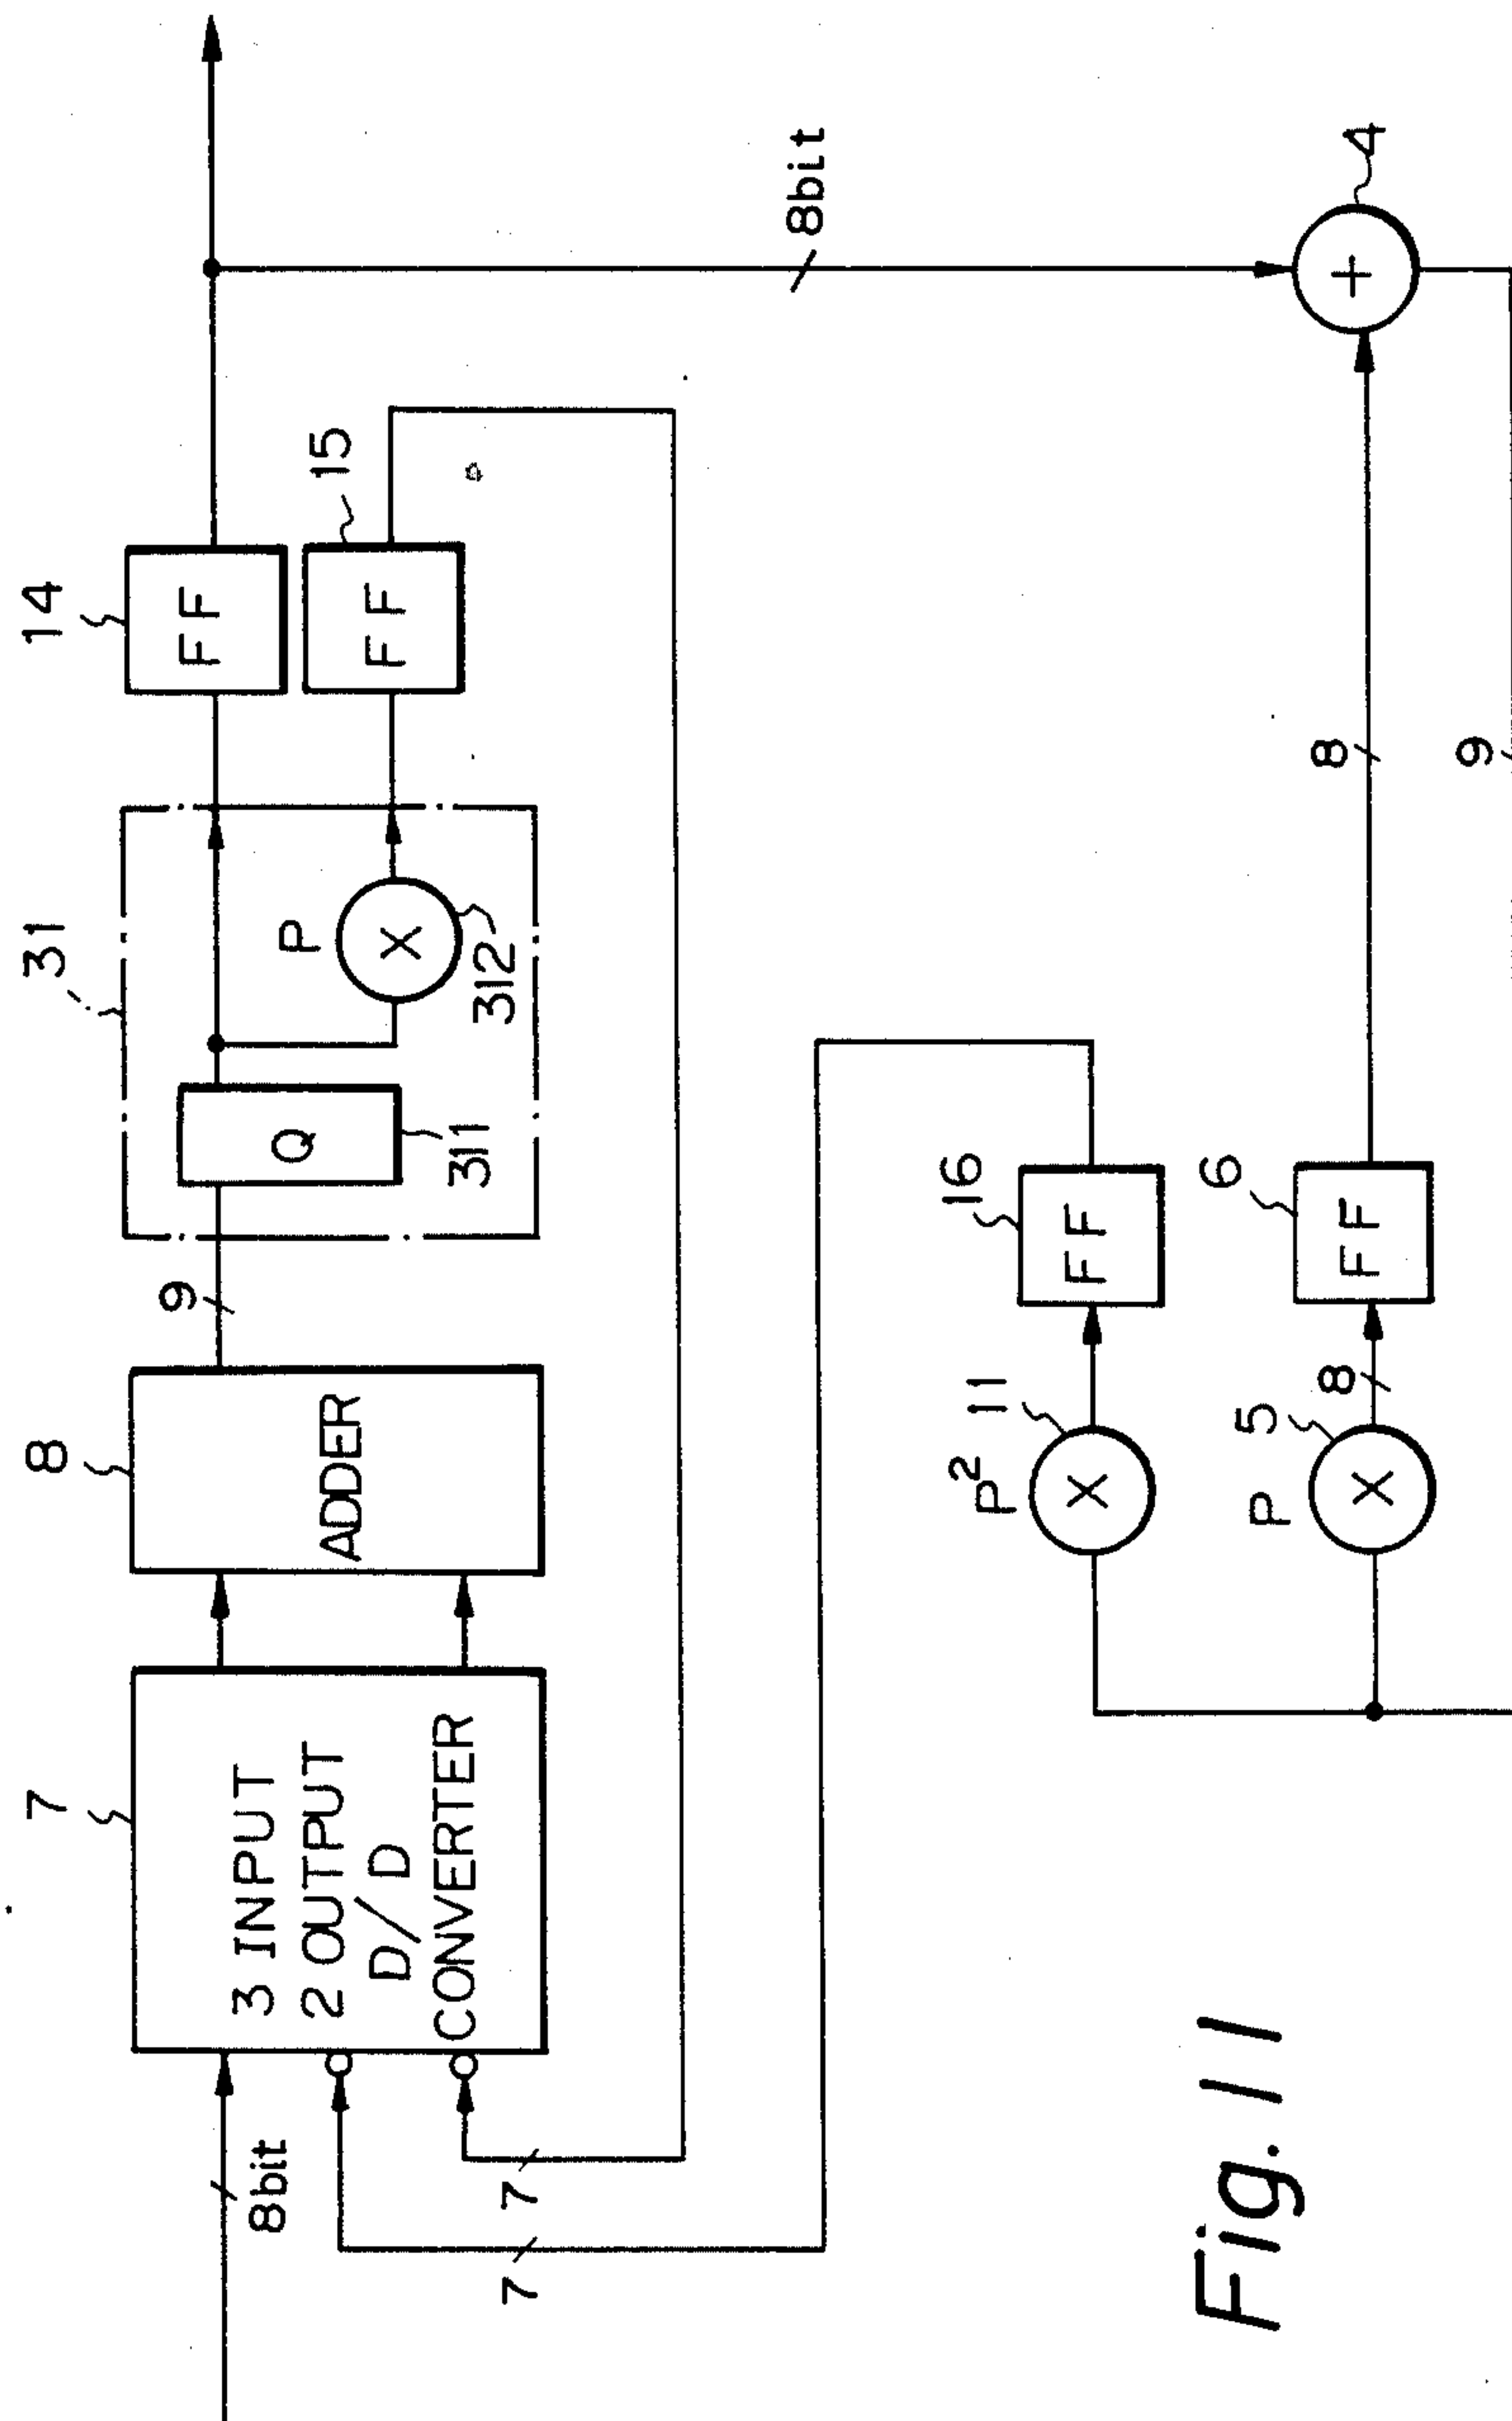 8bit
7
7
7
3 INPUT
2 OUTPUT
D/D
CONVERTER
8
ADDER
9
31
Q
311
P
X
312
14
FF
FF
15
8bit
4
+
P²
X
11
16
FF
P
X
5
8
6
FF
8
9
Fig. 11